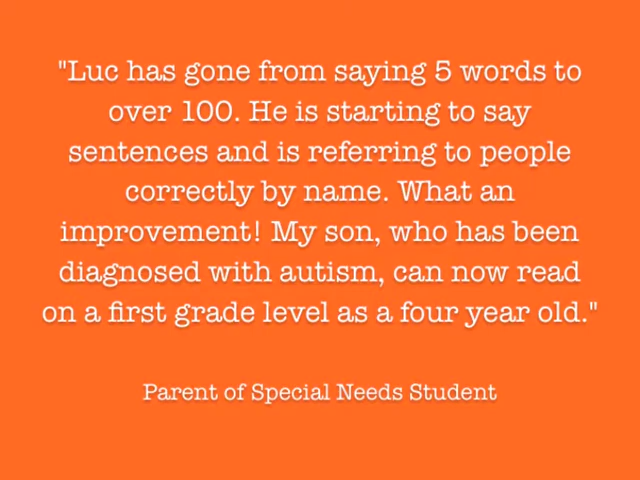 "Luc has gone from saying 5 words to
over 100. He is starting to say
sentences and is referring to people
correctly by name. What an
improvement! My son, who has been
diagnosed with autism, can now read
on a first grade level as a four year old."
Parent of Special Needs Student